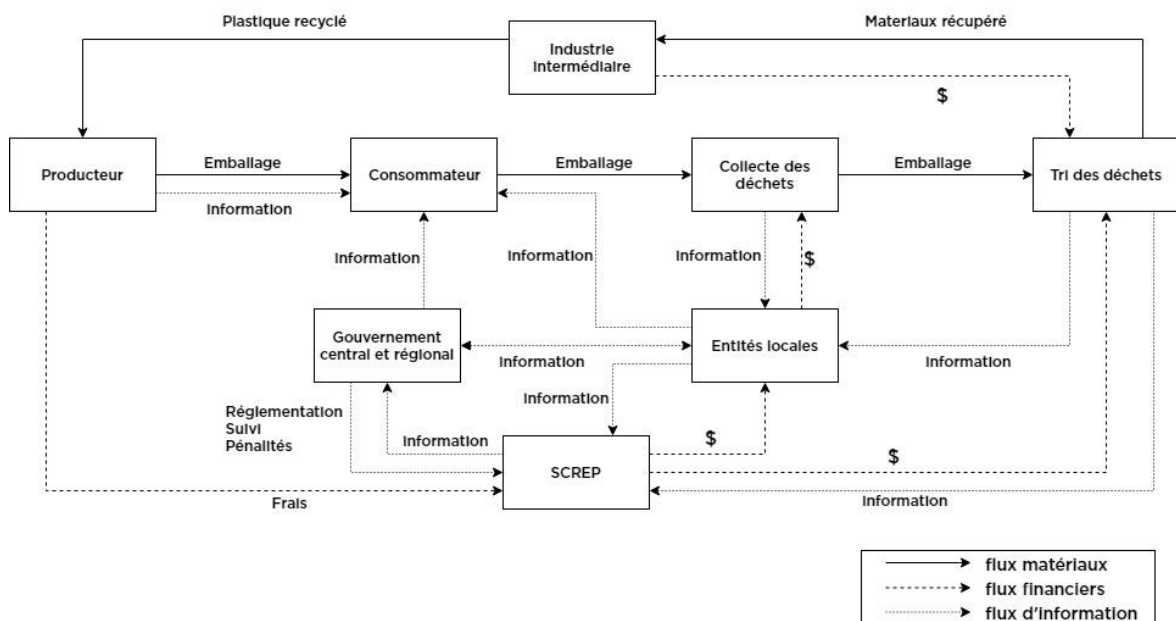 Plastique recyclé
Materiaux récupéré
Industrie
intermédiaire
$
Producteur
Emballage
Information
Consommateur
Emballage
Collecte des
déchets
Emballage
Tri des déchets
Information
Information
Information
$
Gouvernement
central et régional
Information
Entités locales
Information
Réglementation
Suivi
Pénalités
Information
Information
$
$
SCREP
Frais
Information
flux matériaux
flux financiers
flux d'information